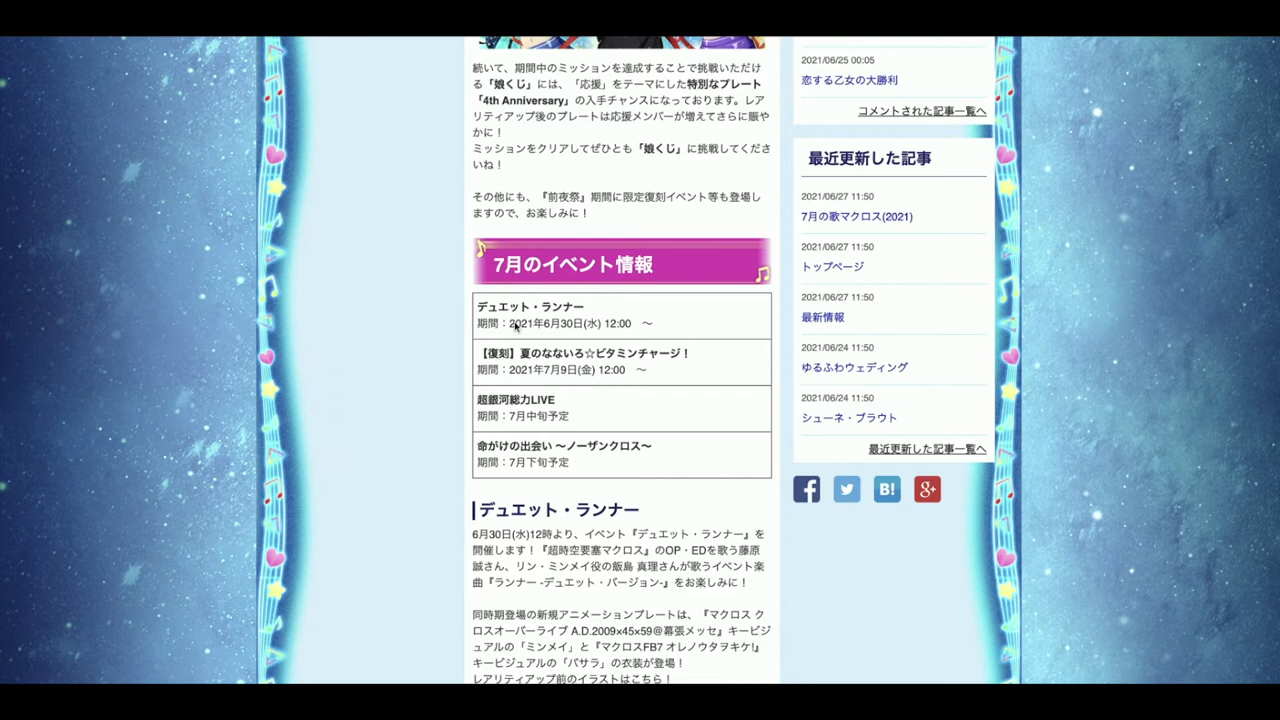 続いて、期間中のミッションを達成することで挑戦いただけ
る「娘くじ」には、「応援」をテーマにした特別なプレート
「4th Anniversary」の入手チャンスになっております。レア
リティアップ後のプレートは応援メンバーが増えてさらに賑や
かに！
ミッションをクリアしてぜひとも「娘くじ」に挑戦してくださ
いね！
その他にも、『前夜祭』期間に限定復刻イベント等も登場し
ますので、お楽しみに！
7月のイベント情報
デュエット・ランナー
期間：2021年6月30日(水) 12:00　～
【復刻】夏のなないろ☆ビタミンチャージ！
期間：2021年7月9日(金) 12:00　～
超銀河総力LIVE
期間：7月中旬予定
命がけの出会い ～ノーザンクロス～
期間：7月下旬予定
デュエット・ランナー
6月30日(水)12時より、イベント『デュエット・ランナー』を
開催します！『超時空要塞マクロス』のOP・EDを歌う藤原
誠さん、リン・ミンメイ役の飯島 真理さんが歌うイベント楽
曲『ランナー -デュエット・バージョン-』をお楽しみに！
同時期登場の新規アニメーションプレートは、『マクロス ク
ロスオーバーライブ A.D.2009×45×59＠幕張メッセ』キービジ
ュアルの「ミンメイ」と『マクロスFB7 オレノウタヲキケ!』
キービジュアルの「バサラ」の衣装が登場！
レアリティアップ前のイラストはこちら！
2021/06/25 00:05
恋する乙女の大勝利
コメントされた記事一覧へ
最近更新した記事
2021/06/27 11:50
7月の歌マクロス(2021)
2021/06/27 11:50
トップページ
2021/06/27 11:50
最新情報
2021/06/24 11:50
ゆるふわウェディング
2021/06/24 11:50
シューネ・ブラウト
最近更新した記事一覧へ
B!
g+